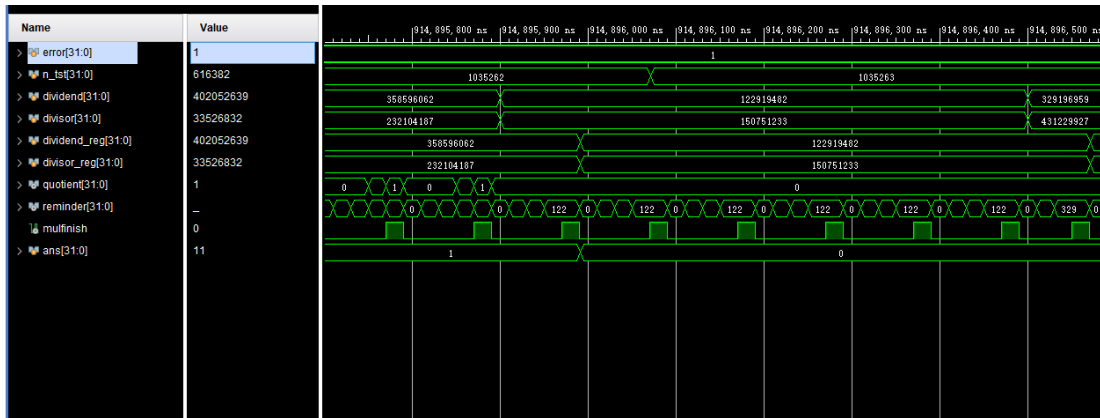 Name Value
914,895,800 ns 914,895,900 ns 914,896,000 ns 914,896,100 ns 914,896,200 ns 914,896,300 ns 914,896,400 ns 914,896,500 ns
error[31:0] 1 1
n_tst[31:0] 616382 1035262 1035263
dividend[31:0] 402052639 358596062 122919482 329196959
divisor[31:0] 33526832 232104187 150751233 431229927
dividend_reg[31:0] 402052639 358596062 122919482
divisor_reg[31:0] 33526832 232104187 150751233
quotient[31:0] 1 0 1 0 1 0
reminder[31:0] _ 0 0 122 0 122 0 122 0 122 0 122 0 122 0 329 0
mulfinish 0
ans[31:0] 11 1 0